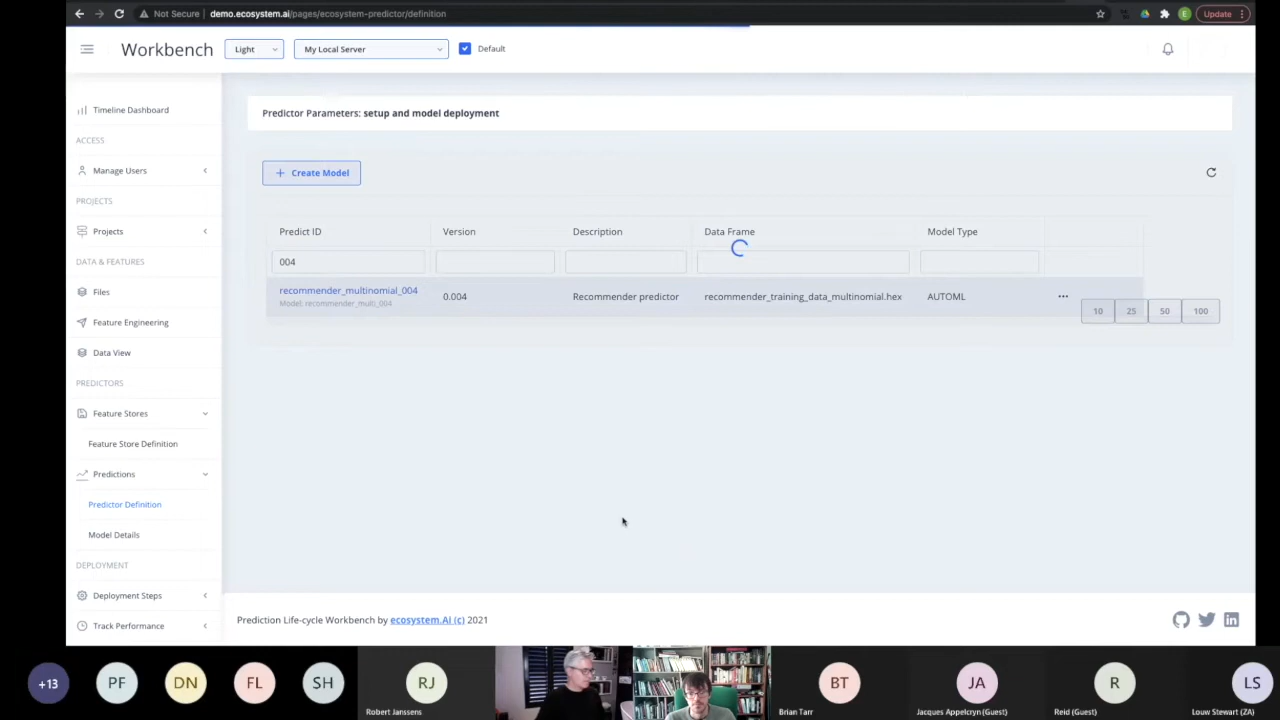 Not Secure | demo.ecosystem.ai/pages/ecosystem-predictor/definition
Update
Workbench
Light
My Local Server
Default
Timeline Dashboard
ACCESS
Manage Users
PROJECTS
Projects
DATA & FEATURES
Files
Feature Engineering
Data View
PREDICTORS
Feature Stores
Feature Store Definition
Predictions
Predictor Definition
Model Details
DEPLOYMENT
Deployment Steps
Track Performance
Predictor Parameters: setup and model deployment
+ Create Model
Predict ID Version Description Data Frame Model Type
004
recommender_multinomial_004 0.004 Recommender predictor recommender_training_data_multinomial.hex AUTOML ...
Model: recommender_multi_004
10 25 50 100
Prediction Life-cycle Workbench by ecosystem.Ai (c) 2021
E
+13 PF DN FL SH RJ BT JA R LS
Robert Janssens Brian Tarr Jacques Appelcryn (Guest) Reid (Guest) Louw Stewart (ZA)